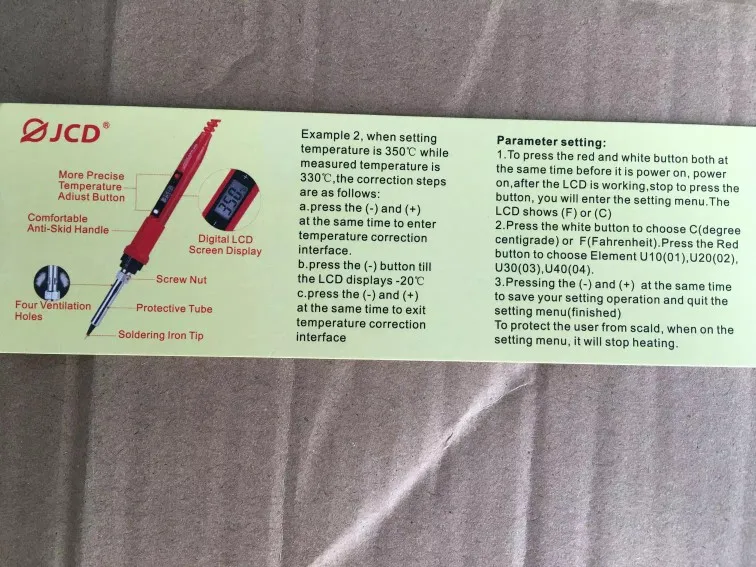 JCD®
More Precise
Temperature
Adiust Button
Comfortable
Anti-Skid Handle
350
Digital LCD
Screen Display
Screw Nut
Four Ventilation
Holes
Protective Tube
Soldering Iron Tip
Example 2, when setting
temperature is 350℃ while
measured temperature is
330℃,the correction steps
are as follows:
a.press the (-) and (+)
at the same time to enter
temperature correction
interface.
b.press the (-) button till
the LCD displays -20℃
c.press the (-) and (+)
at the same time to exit
temperature correction
interface
Parameter setting:
1.To press the red and white button both at
the same time before it is power on, power
on,after the LCD is working,stop to press the
button, you will enter the setting menu.The
LCD shows (F) or (C)
2.Press the white button to choose C(degree
centigrade) or F(Fahrenheit).Press the Red
button to choose Element U10(01),U20(02),
U30(03),U40(04).
3.Pressing the (-) and (+) at the same time
to save your setting operation and quit the
setting menu(finished)
To protect the user from scald, when on the
setting menu, it will stop heating.